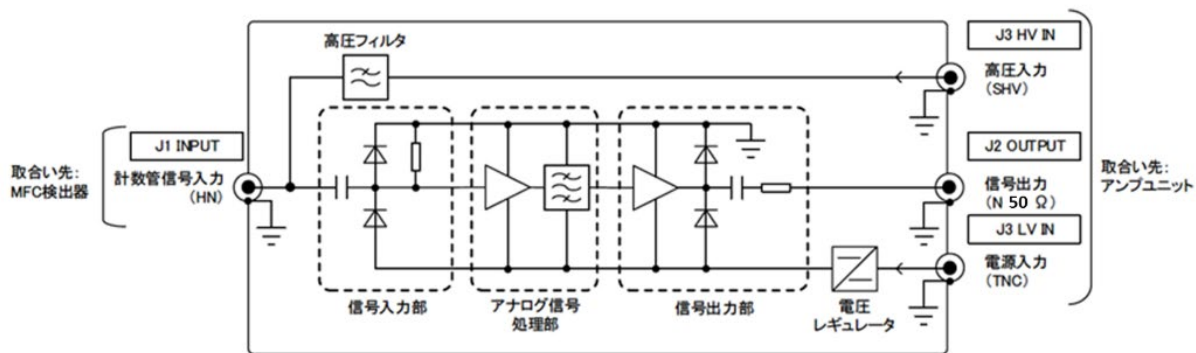 高圧フィルタ
J3 HV IN
高圧入力
(SHV)
J1 INPUT
取合い先:
MFC検出器
計数管信号入力
(HN)
J2 OUTPUT
信号出力
(N 50 Ω)
取合い先:
アンプユニット
J3 LV IN
電源入力
(TNC)
信号入力部
アナログ信号
処理部
信号出力部
電圧
レギュレータ